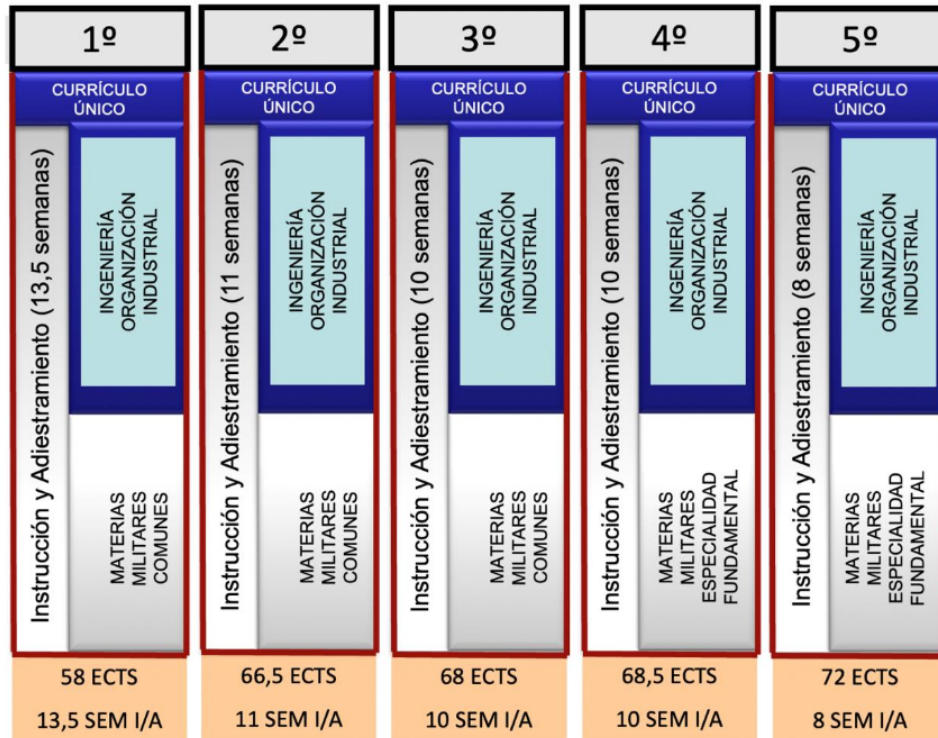 1º
CURRÍCULO
ÚNICO
Instrucción y Adiestramiento (13,5 semanas)
INGENIERÍA
ORGANIZACIÓN
INDUSTRIAL
MATERIAS
MILITARES
COMUNES
58 ECTS
13,5 SEM I/A
2º
CURRÍCULO
ÚNICO
Instrucción y Adiestramiento (11 semanas)
INGENIERÍA
ORGANIZACIÓN
INDUSTRIAL
MATERIAS
MILITARES
COMUNES
66,5 ECTS
11 SEM I/A
3º
CURRÍCULO
ÚNICO
Instrucción y Adiestramiento (10 semanas)
INGENIERÍA
ORGANIZACIÓN
INDUSTRIAL
MATERIAS
MILITARES
COMUNES
68 ECTS
10 SEM I/A
4º
CURRÍCULO
ÚNICO
Instrucción y Adiestramiento (10 semanas)
INGENIERÍA
ORGANIZACIÓN
INDUSTRIAL
MATERIAS
MILITARES
ESPECIALIDAD
FUNDAMENTAL
68,5 ECTS
10 SEM I/A
5º
CURRÍCULO
ÚNICO
Instrucción y Adiestramiento (8 semanas)
INGENIERÍA
ORGANIZACIÓN
INDUSTRIAL
MATERIAS
MILITARES
ESPECIALIDAD
FUNDAMENTAL
72 ECTS
8 SEM I/A